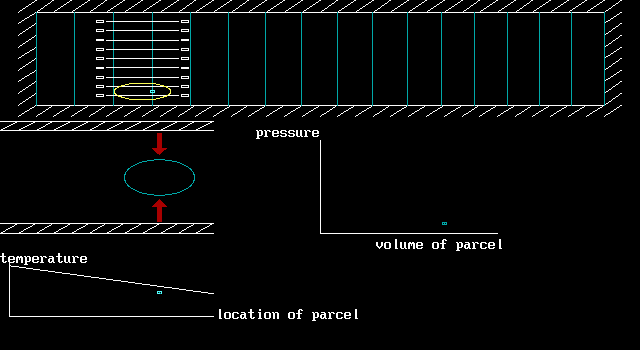 pressure
volume of parcel
temperature
location of parcel